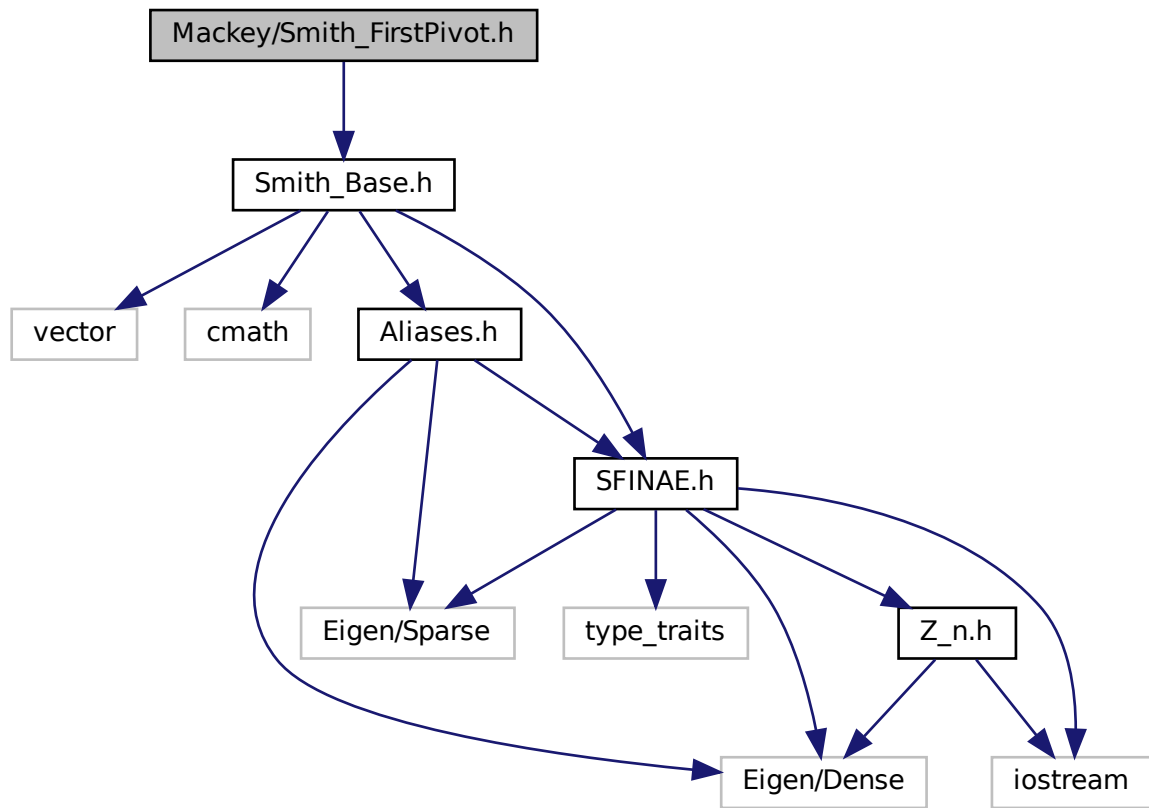 Mackey/Smith_FirstPivot.h
Smith_Base.h
vector
cmath
Aliases.h
SFINAE.h
Eigen/Sparse
type_traits
Z_n.h
Eigen/Dense
iostream